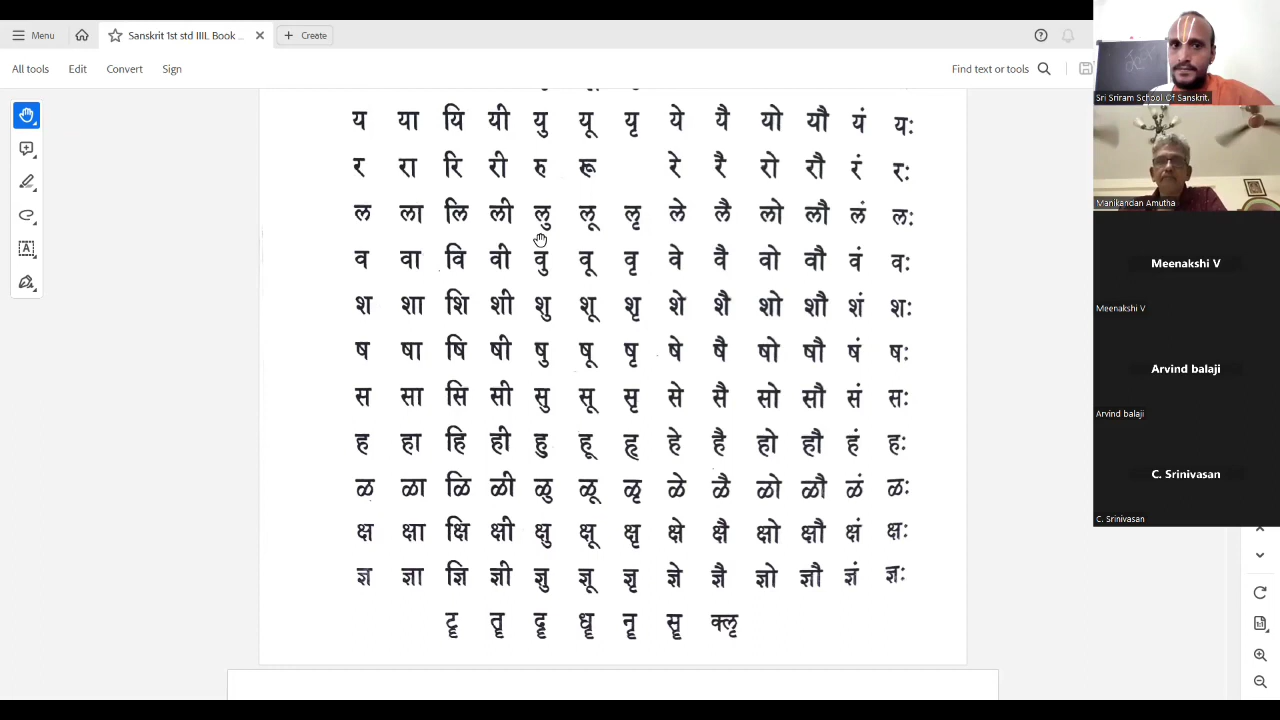 Menu
Sanskrit 1st std IIIL Book ...
Create
All tools Edit Convert Sign
Find text or tools
य या यि यी यु यू यृ ये यै यो यौ यं यः
र रा रि री रु रू रे रै रो रौ रं रः
ल ला लि ली लु लू लृ ले लै लो लौ लं लः
व वा वि वी वु वू वृ वे वै वो वौ वं वः
श शा शि शी शु शू शृ शे शै शो शौ शं शः
ष षा षि षी षु षू षृ षे षै षो षौ षं षः
स सा सि सी सु सू सृ से सै सो सौ सं सः
ह हा हि ही हु हू हृ हे है हो हौ हं हः
ळ ळा ळि ळी ळु ळू ळृ ळे ळै ळो ळौ ळं ळः
क्ष क्षा क्षि क्षी क्षु क्षू क्षृ क्षे क्षै क्षो क्षौ क्षं क्षः
ज्ञ ज्ञा ज्ञि ज्ञी ज्ञु ज्ञू ज्ञृ ज्ञे ज्ञै ज्ञो ज्ञौ ज्ञं ज्ञः
टॄ तॄ दॄ धॄ नॄ सॄ क्लृ
Sri Sriram School Of Sanskrit.
Manikandan Amutha
Meenakshi V
Meenakshi V
Arvind balaji
Arvind balaji
C. Srinivasan
C. Srinivasan